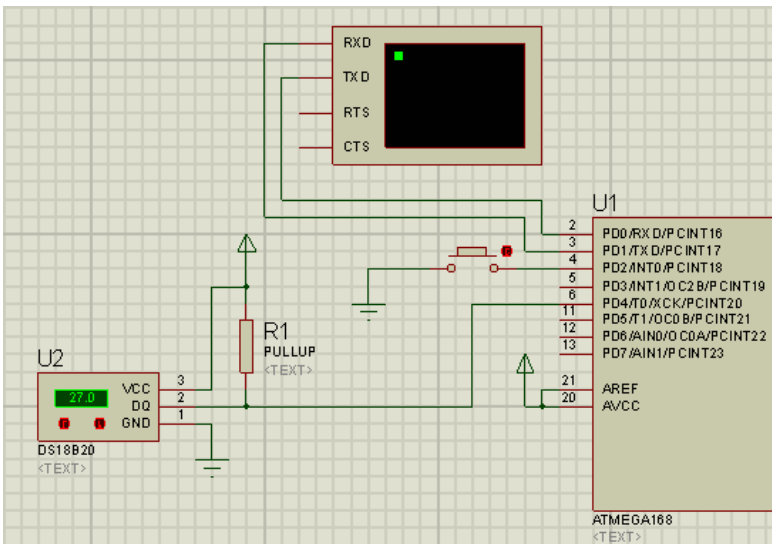 RXD
TXD
RTS
CTS
U1
2 PD0/RXD/PCINT16
3 PD1/TXD/PCINT17
4 PD2/INT0/PCINT18
5 PD3/INT1/OC2B/PCINT19
6 PD4/T0/XCK/PCINT20
11 PD5/T1/OC0B/PCINT21
12 PD6/AIN0/OC0A/PCINT22
13 PD7/AIN1/PCINT23
21 AREF
20 AVCC
ATMEGA168
<TEXT>
R1
PULLUP
<TEXT>
U2
27.0
VCC 3
DQ 2
GND 1
DS18B20
<TEXT>